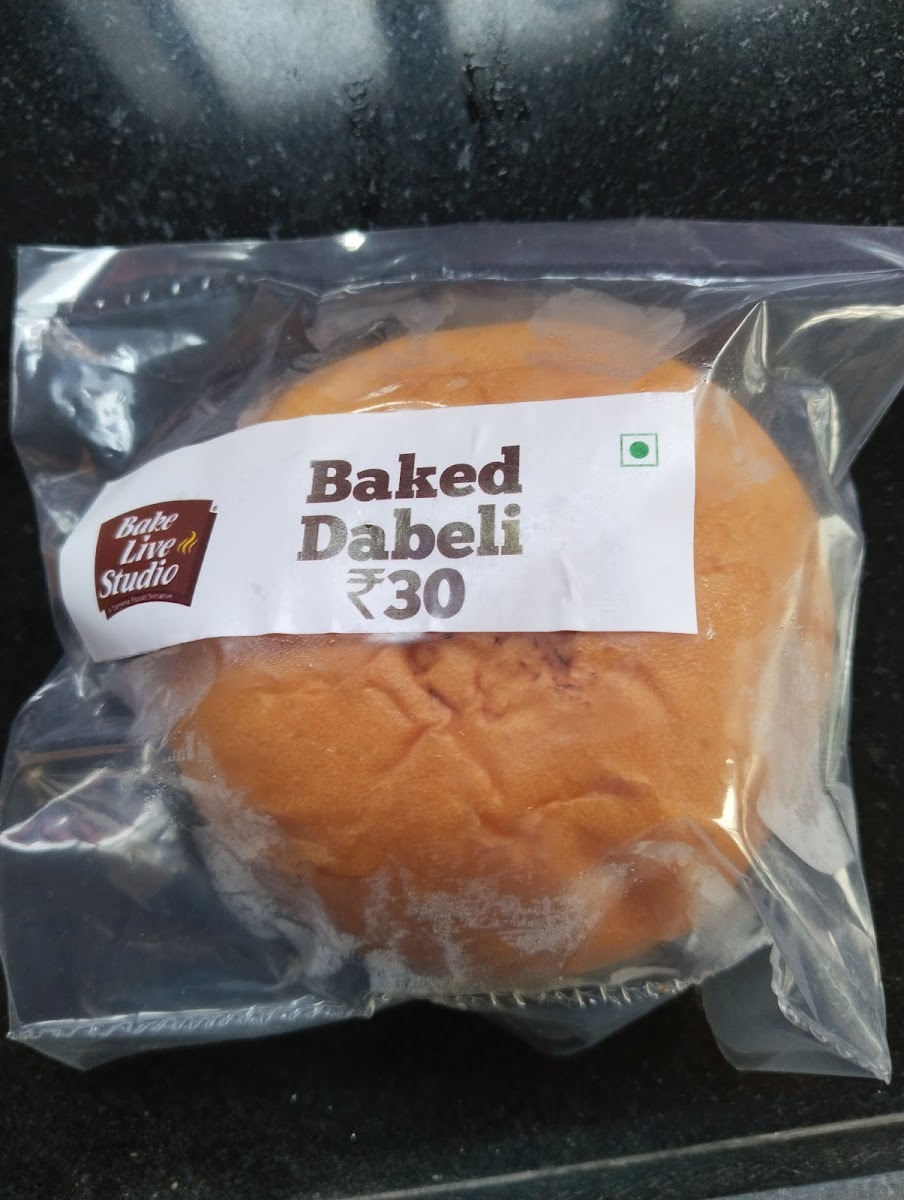 Baked
Dabeli
₹30
Bake
Live
Studio